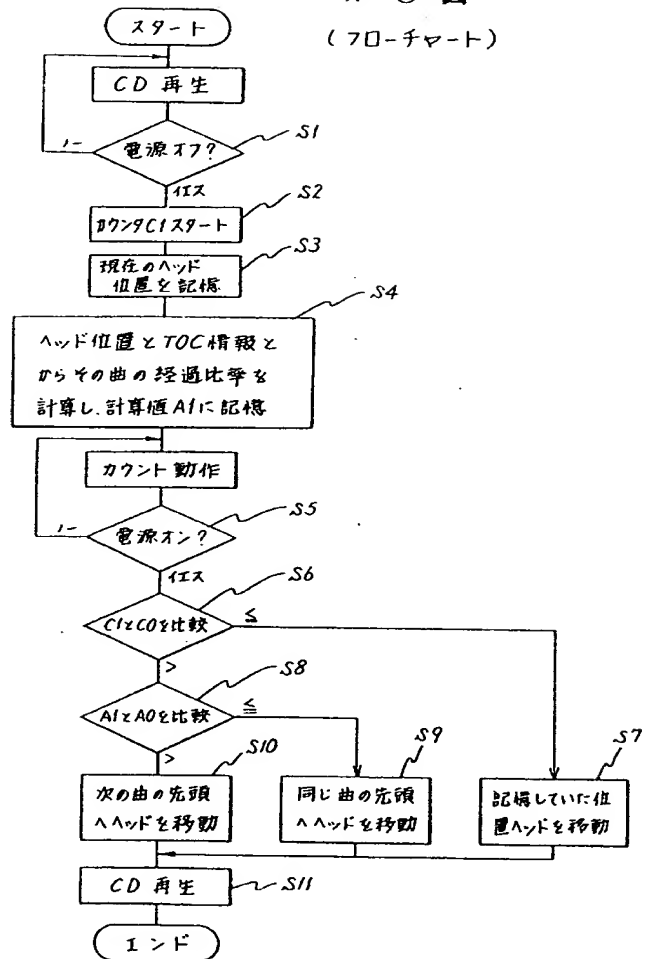 図
(フローチャート)
スタート
CD 再生
電源オフ?
S1
ノー
イエス
カウンタC1スタート
S2
現在のヘッド
位置を記憶
S3
ヘッド位置とTOC情報と
からその曲の経過比率を
計算し、計算値A1に記憶
S4
カウント動作
電源オン?
S5
ノー
イエス
C1とC0を比較
S6
≦
>
A1とA0を比較
S8
≦
>
次の曲の先頭
へヘッドを移動
S10
同じ曲の先頭
へヘッドを移動
S9
記憶していた位
置ヘッドを移動
S7
CD 再生
S11
エンド